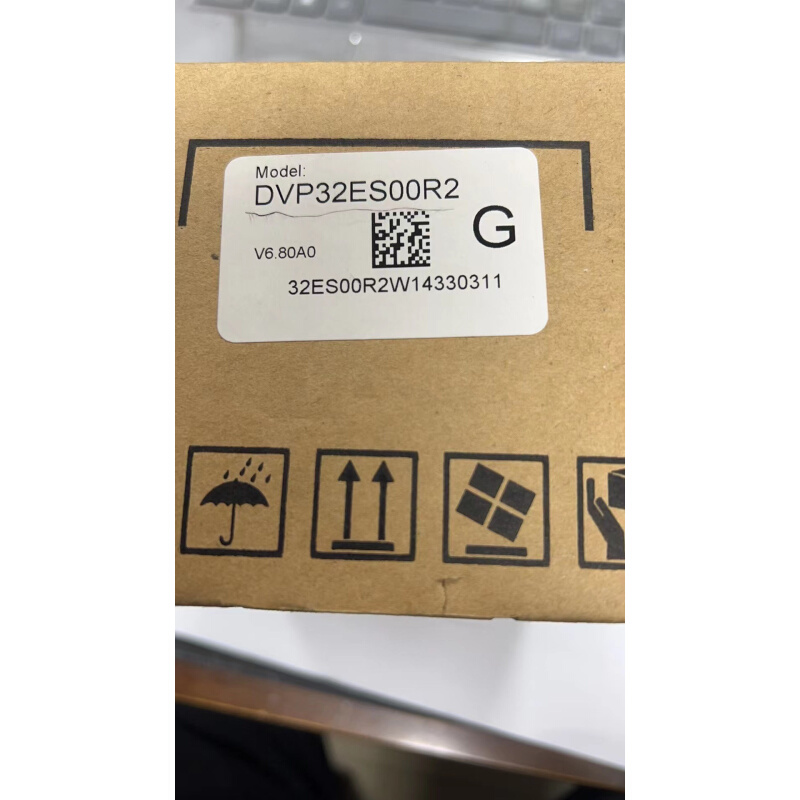 Model:
DVP32ES00R2
G
V6.80A0
32ES00R2W14330311